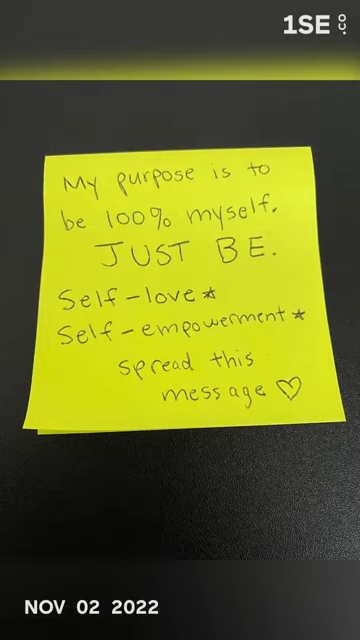 1SE.co
My purpose is to
be 100% myself.
JUST BE.
Self-love★
Self-empowerment★
spread this
message ♡
NOV 02 2022